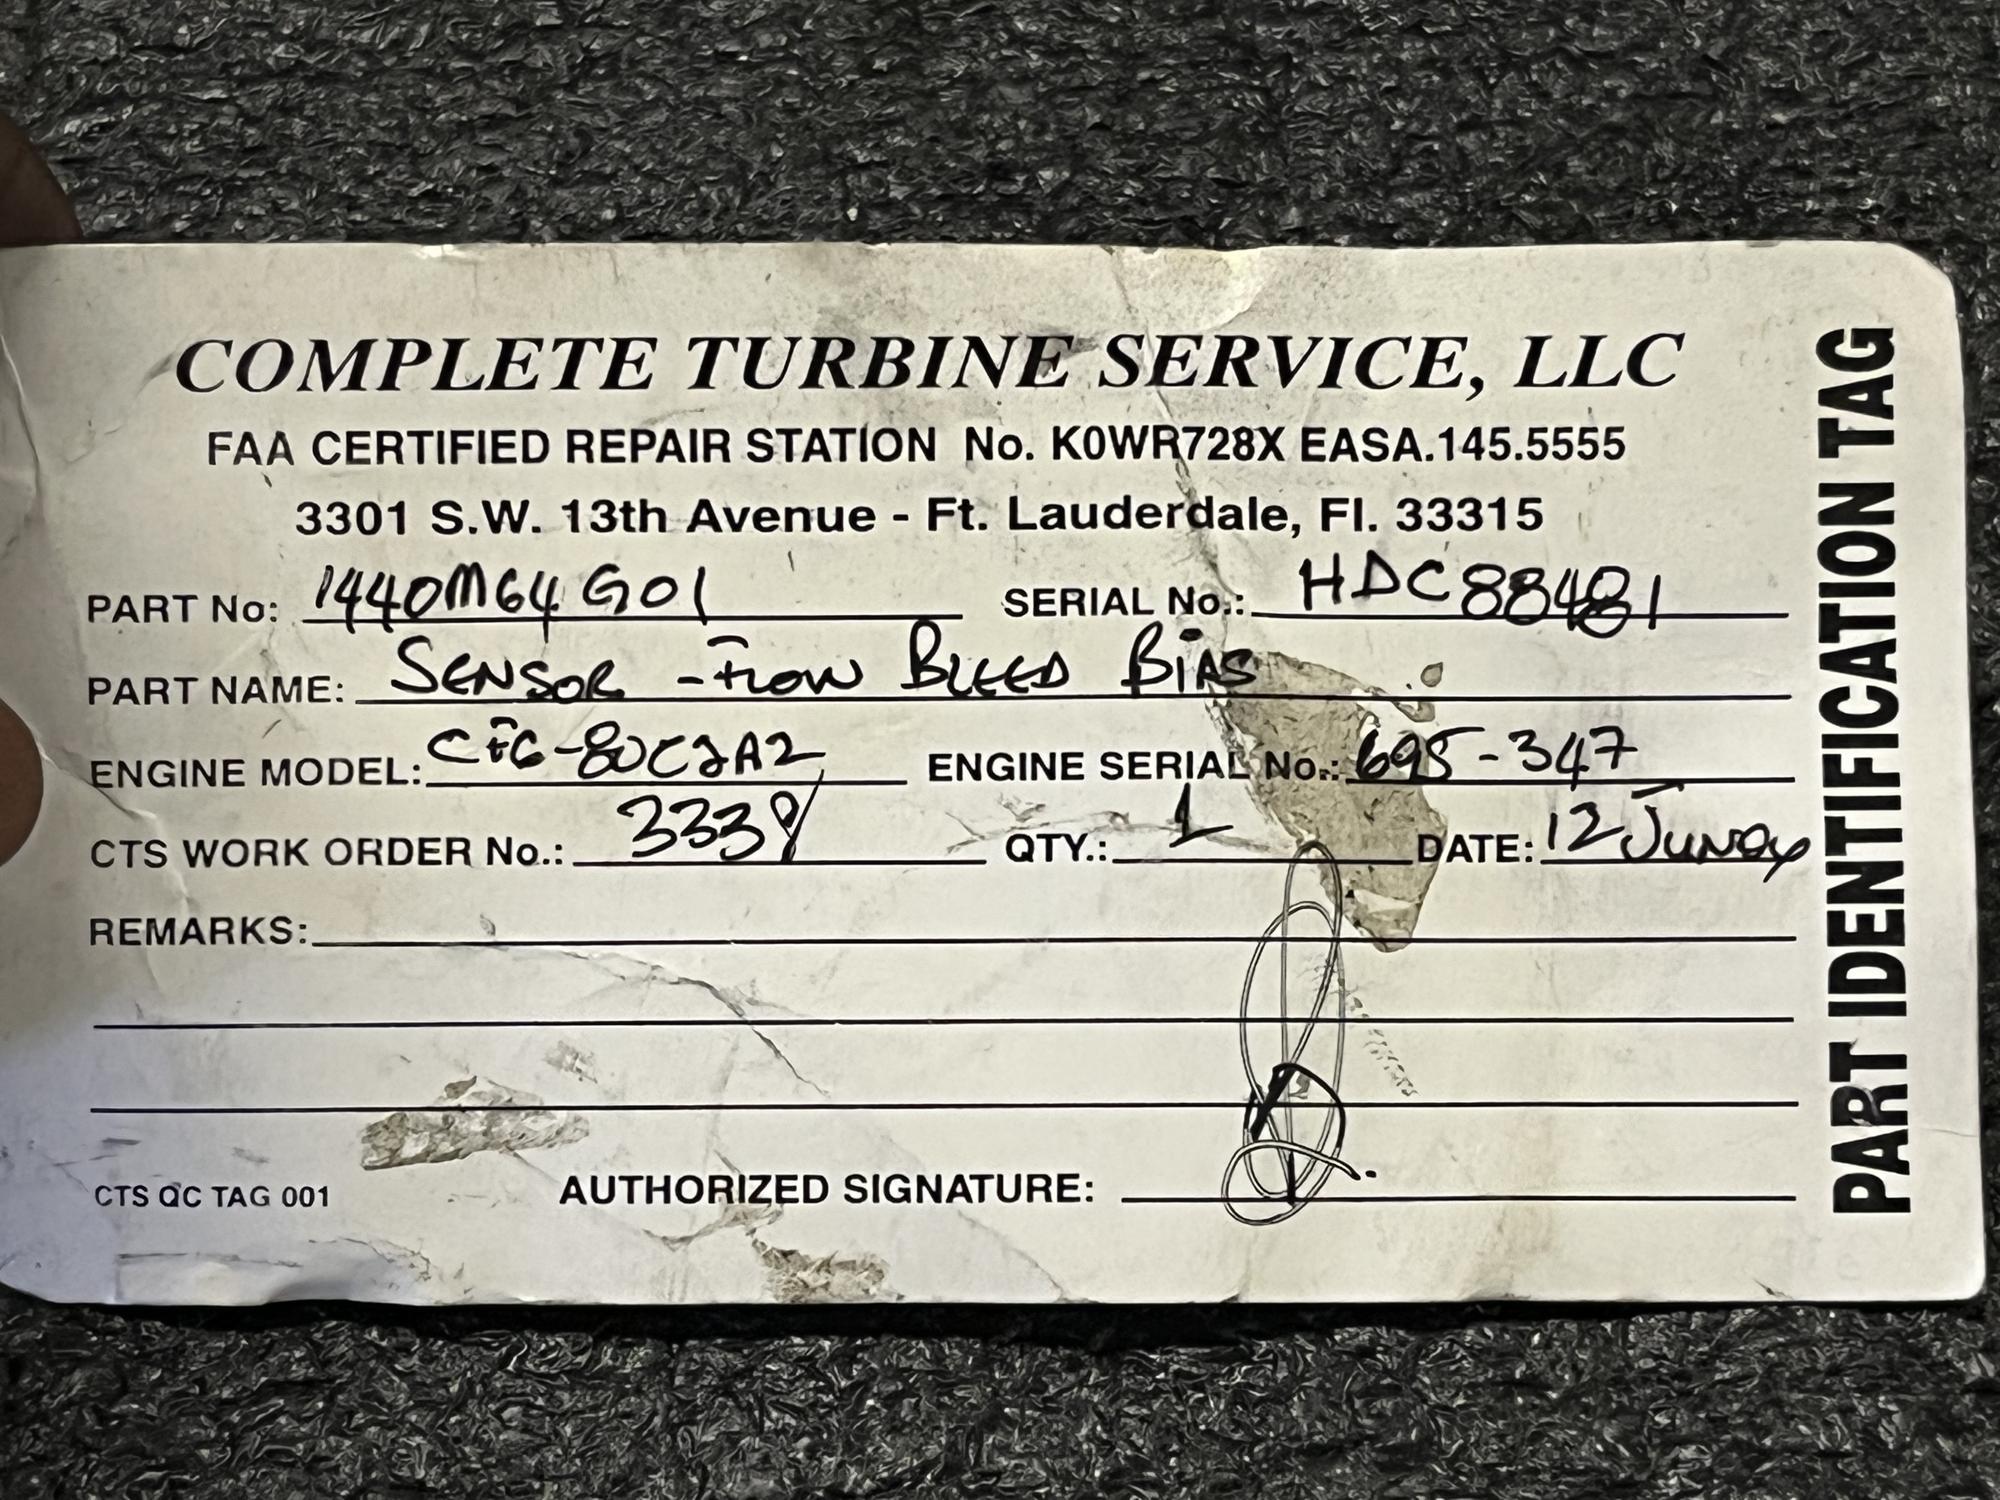 COMPLETE TURBINE SERVICE, LLC
FAA CERTIFIED REPAIR STATION No. K0WR728X EASA.145.5555
3301 S.W. 13th Avenue - Ft. Lauderdale, Fl. 33315
PART No: 1440M64G01 SERIAL No.: HDC88481
PART NAME: SENSOR - FLOW BLEED BIAS
ENGINE MODEL: CF6-80C2A2 ENGINE SERIAL No.: 695-347
CTS WORK ORDER No.: QTY.: 1 DATE: 12 JUN
REMARKS:
CTS QC TAG 001 AUTHORIZED SIGNATURE:
PART IDENTIFICATION TAG